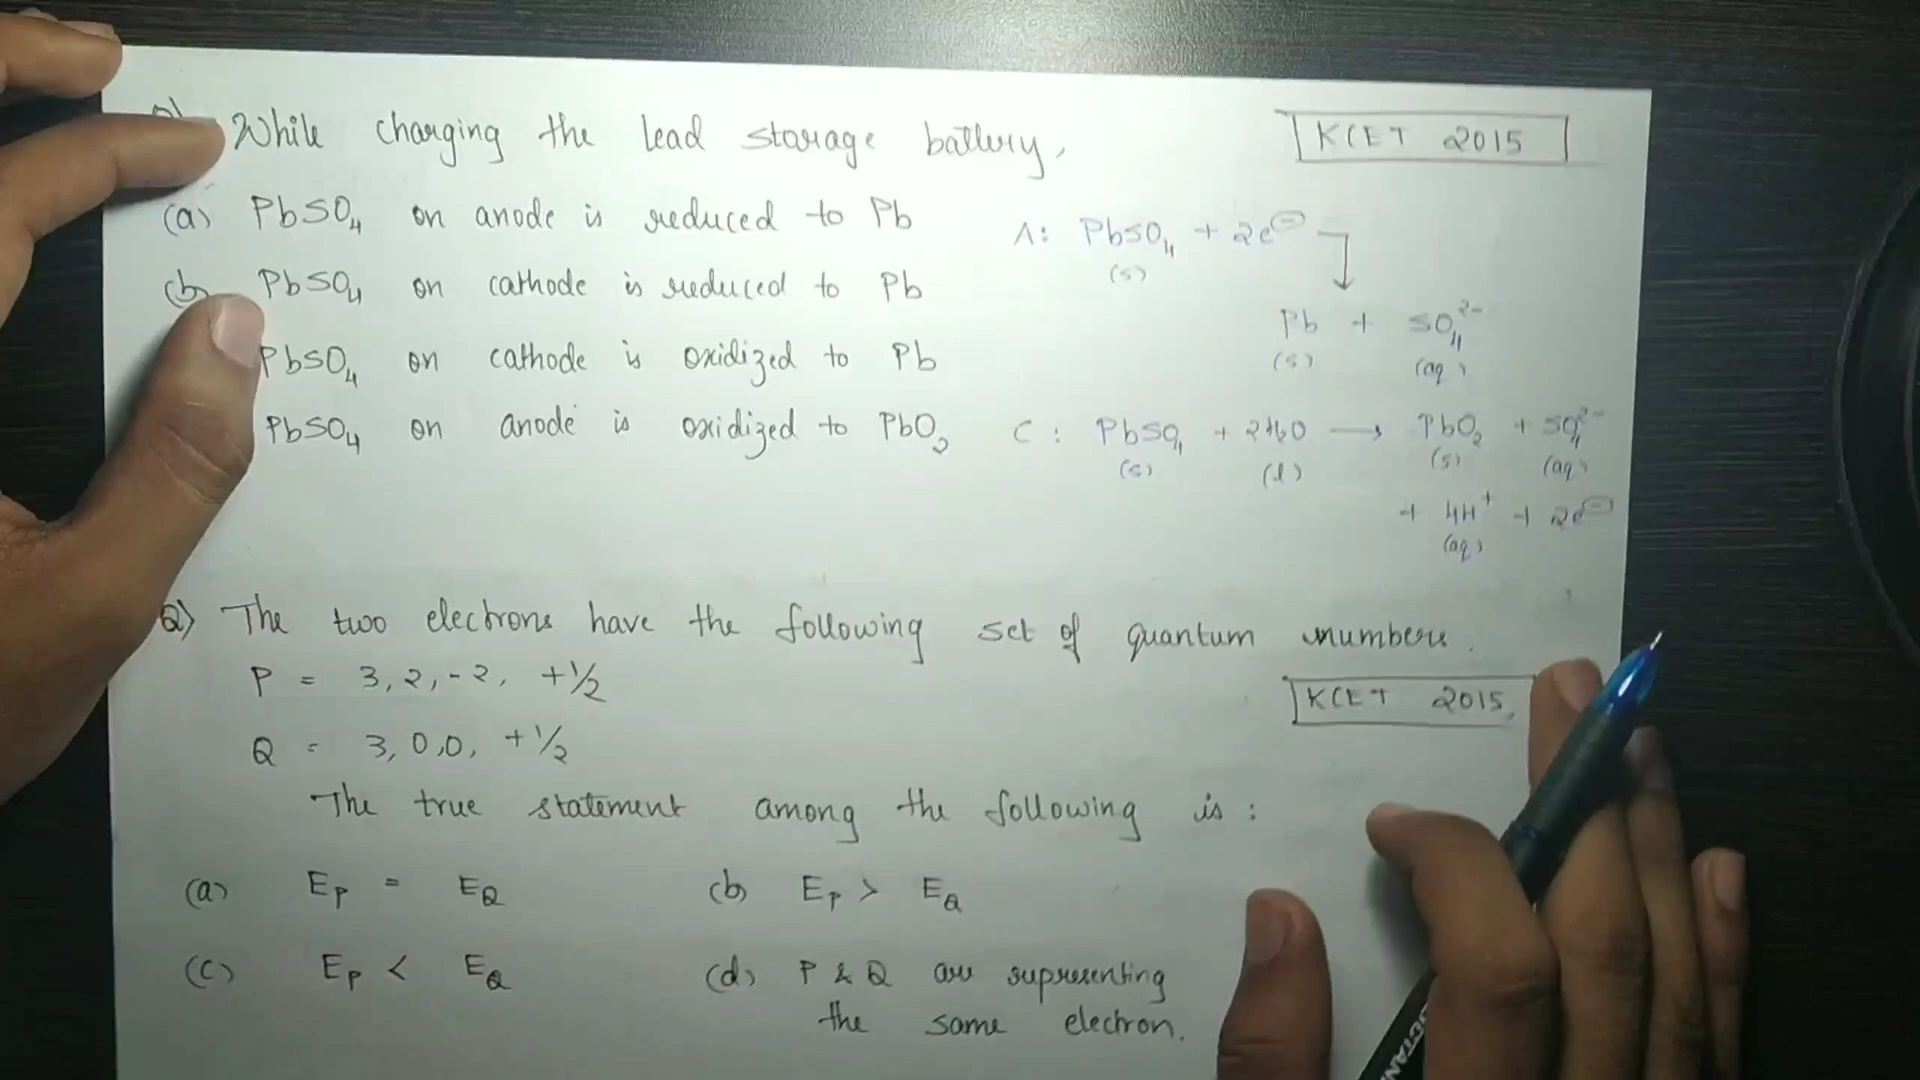 While charging the lead storage battery,
KCET 2015
(a) PbSO4 on anode is reduced to Pb
(b) PbSO4 on cathode is reduced to Pb
PbSO4 on cathode is oxidized to Pb
PbSO4 on anode is oxidized to PbO2
A: PbSO4 + 2e⊖
(s)
Pb + SO4²⁻
(s) (aq)
C: PbSO4 + 2H2O → PbO2 + SO4²⁻
(s) (l) (s) (aq)
+ 4H⁺ + 2e⊖
(aq)
Q) The two electrons have the following set of quantum numbers.
P = 3, 2, -2, +1/2
KCET 2015
Q = 3, 0, 0, +1/2
The true statement among the following is:
(a) EP = EQ
(b) EP > EQ
(c) EP < EQ
(d) P & Q are representing
the same electron.